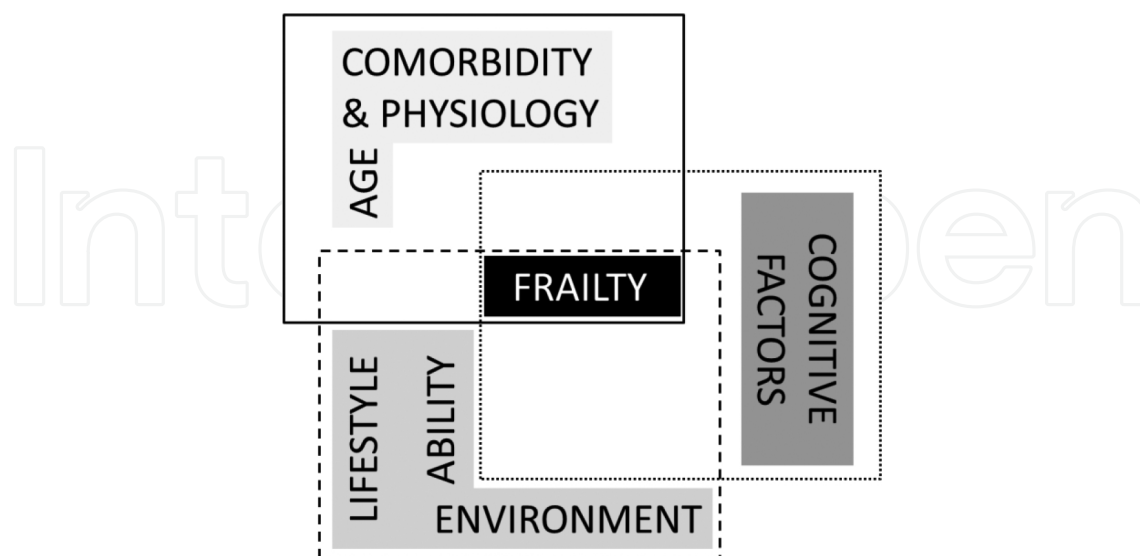 COMORBIDITY
& PHYSIOLOGY
AGE
FRAILTY
COGNITIVE
FACTORS
LIFESTYLE
ABILITY
ENVIRONMENT